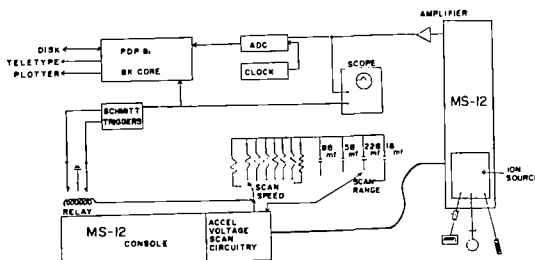 AMPLIFIER
DISK
TELETYPE
PLOTTER
PDP 8I
8K CORE
ADC
CLOCK
SCOPE
MS-12
SCHMITT
TRIGGERS
88 58 228 18
mf mf mf mf
ION
SOURCE
SCAN
SPEED
SCAN
RANGE
RELAY
MS-12
CONSOLE
ACCEL
VOLTAGE
SCAN
CIRCUITRY